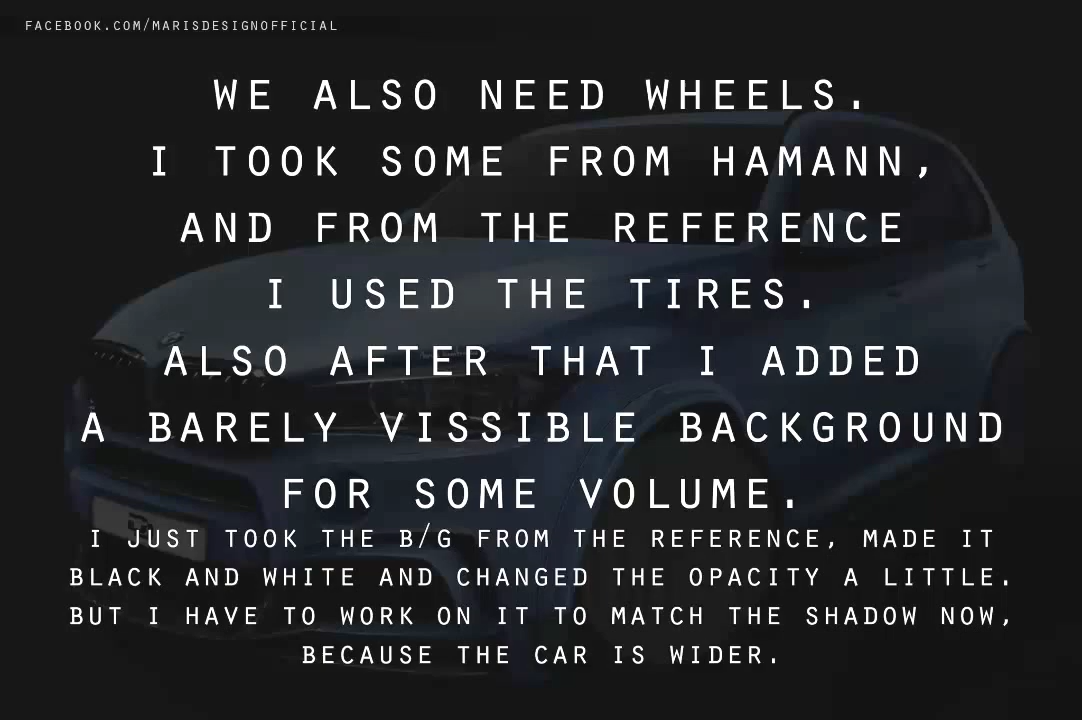 FACEBOOK.COM/MARISDESIGNOFFICIAL
WE ALSO NEED WHEELS.
I TOOK SOME FROM HAMANN,
AND FROM THE REFERENCE
I USED THE TIRES.
ALSO AFTER THAT I ADDED
A BARELY VISSIBLE BACKGROUND
FOR SOME VOLUME.
I JUST TOOK THE B/G FROM THE REFERENCE, MADE IT
BLACK AND WHITE AND CHANGED THE OPACITY A LITTLE.
BUT I HAVE TO WORK ON IT TO MATCH THE SHADOW NOW,
BECAUSE THE CAR IS WIDER.